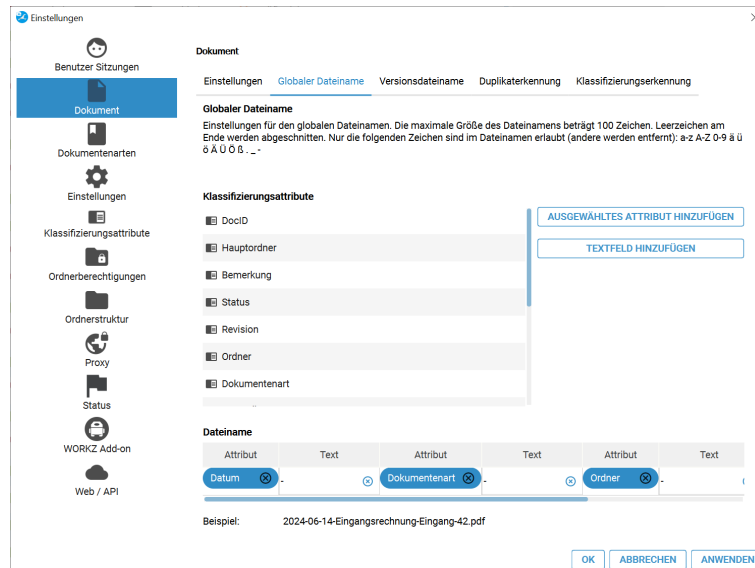 Einstellungen
Benutzer Sitzungen
Dokument
Dokumentenarten
Einstellungen
Klassifizierungsattribute
Ordnerberechtigungen
Ordnerstruktur
Proxy
Status
WORKZ Add-on
Web / API
Dokument
Einstellungen Globaler Dateiname Versionsdateiname Duplikaterkennung Klassifizierungserkennung
Globaler Dateiname
Einstellungen für den globalen Dateinamen. Die maximale Größe des Dateinamens beträgt 100 Zeichen. Leerzeichen am
Ende werden abgeschnitten. Nur die folgenden Zeichen sind im Dateinamen erlaubt (andere werden entfernt): a-z A-Z 0-9 ä ü
ö Ä Ü Ö ß . _ -
Klassifizierungsattribute
DocID
Hauptordner
Bemerkung
Status
Revision
Ordner
Dokumentenart
AUSGEWÄHLTES ATTRIBUT HINZUFÜGEN
TEXTFELD HINZUFÜGEN
Dateiname
Attribut Text Attribut Text Attribut Text
Datum - Dokumentenart - Ordner -
Beispiel: 2024-06-14-Eingangsrechnung-Eingang-42.pdf
OK ABBRECHEN ANWENDEN